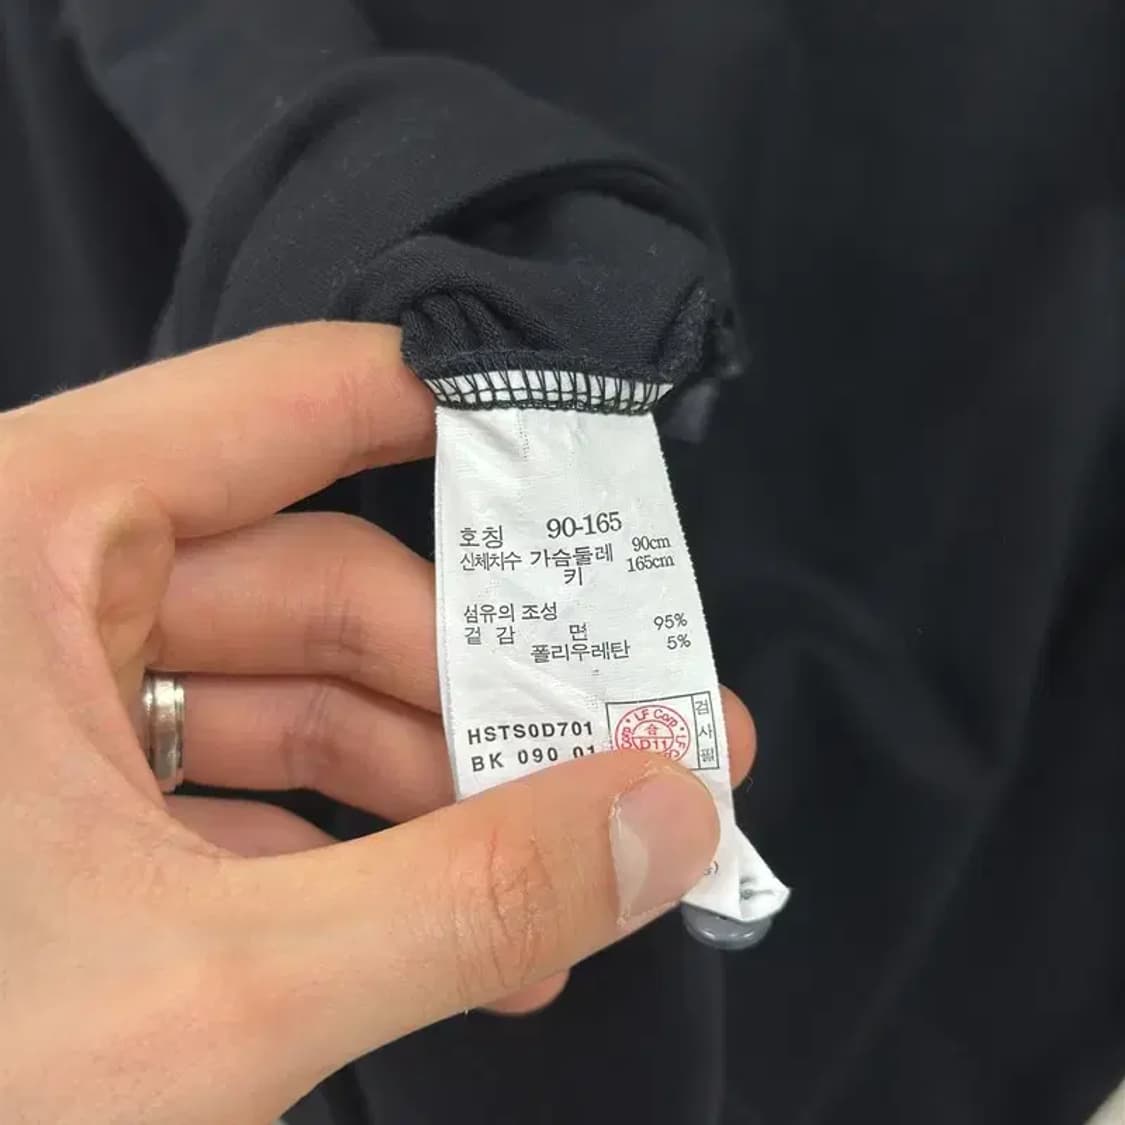 호칭 90-165
신체치수 가슴둘레 90cm
키 165cm
섬유의 조성
겉 감 면 95%
폴리우레탄 5%
HSTS0D701
BK 090 01
LF Corp
合
D11
검사필